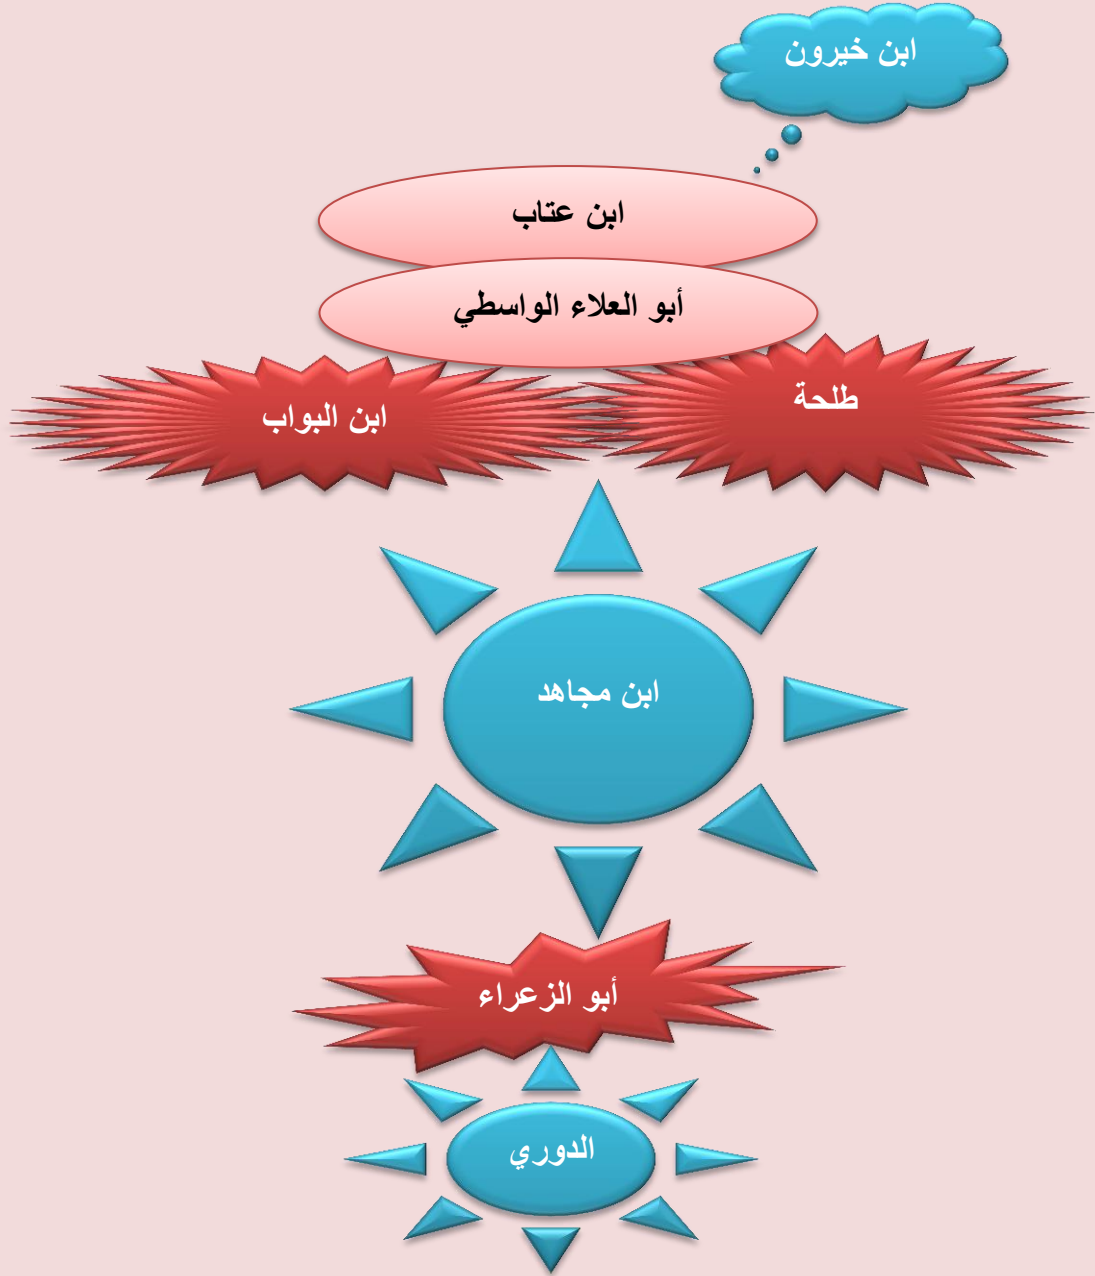 ابن خيرون
ابن عتاب
أبو العلاء الواسطي
طلحة
ابن البواب
ابن مجاهد
أبو الزعراء
الدوري